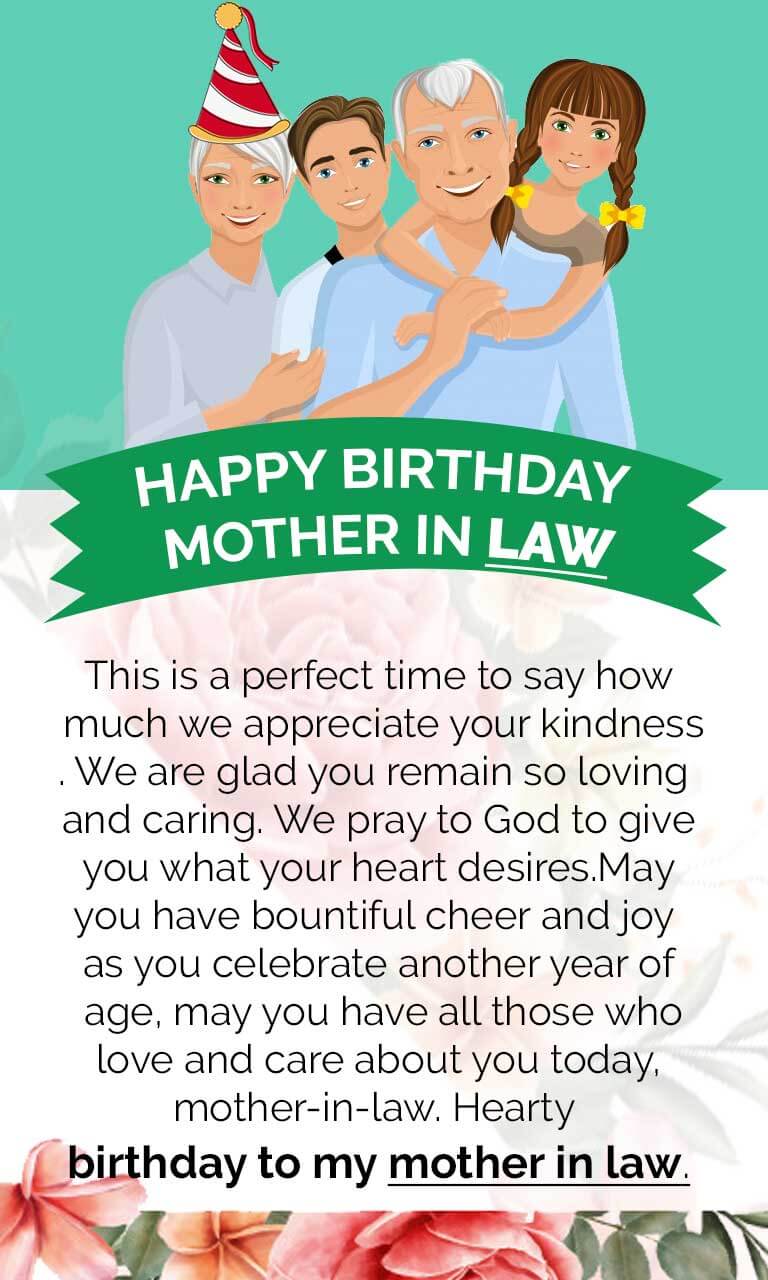 HAPPY BIRTHDAY
MOTHER IN LAW
This is a perfect time to say how
much we appreciate your kindness
. We are glad you remain so loving
and caring. We pray to God to give
you what your heart desires.May
you have bountiful cheer and joy
as you celebrate another year of
age, may you have all those who
love and care about you today,
mother-in-law. Hearty
birthday to my mother in law.